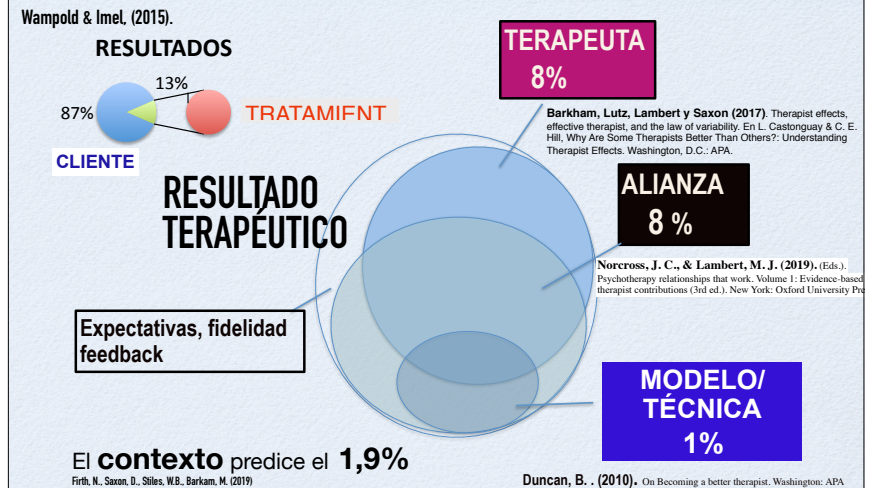 Wampold & Imel, (2015).
RESULTADOS
13%
87%
TRATAMIENT
CLIENTE
TERAPEUTA
8%
Barkham, Lutz, Lambert y Saxon (2017). Therapist effects,
effective therapist, and the law of variability. En L. Castonguay & C. E.
Hill, Why Are Some Therapists Better Than Others?: Understanding
Therapist Effects. Washington, D.C.: APA.
RESULTADO
TERAPÉUTICO
ALIANZA
8 %
Norcross, J. C., & Lambert, M. J. (2019). (Eds.).
Psychotherapy relationships that work. Volume 1: Evidence-based
therapist contributions (3rd ed.). New York: Oxford University Pre
Expectativas, fidelidad
feedback
MODELO/
TÉCNICA
1%
El contexto predice el 1,9%
Firth, N., Saxon, D., Stiles, W.B., Barkam, M. (2019)
Duncan, B. . (2010). On Becoming a better therapist. Washington: APA